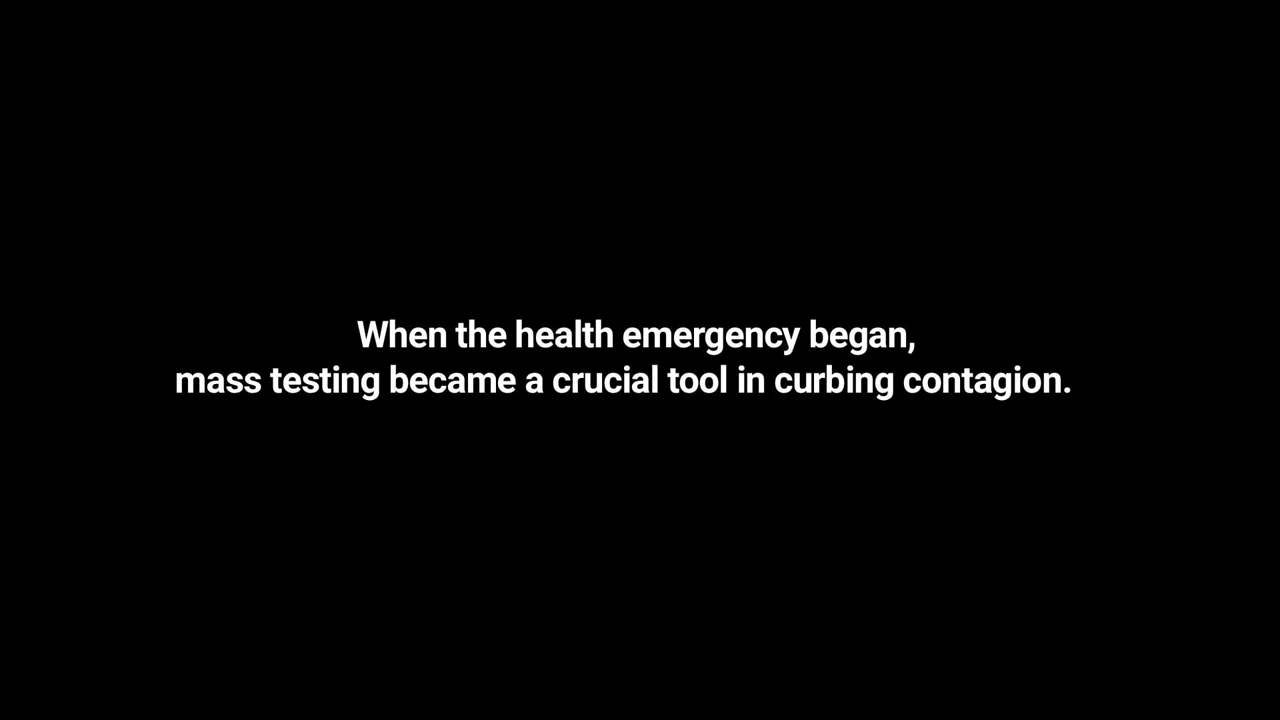 When the health emergency began,
mass testing became a crucial tool in curbing contagion.